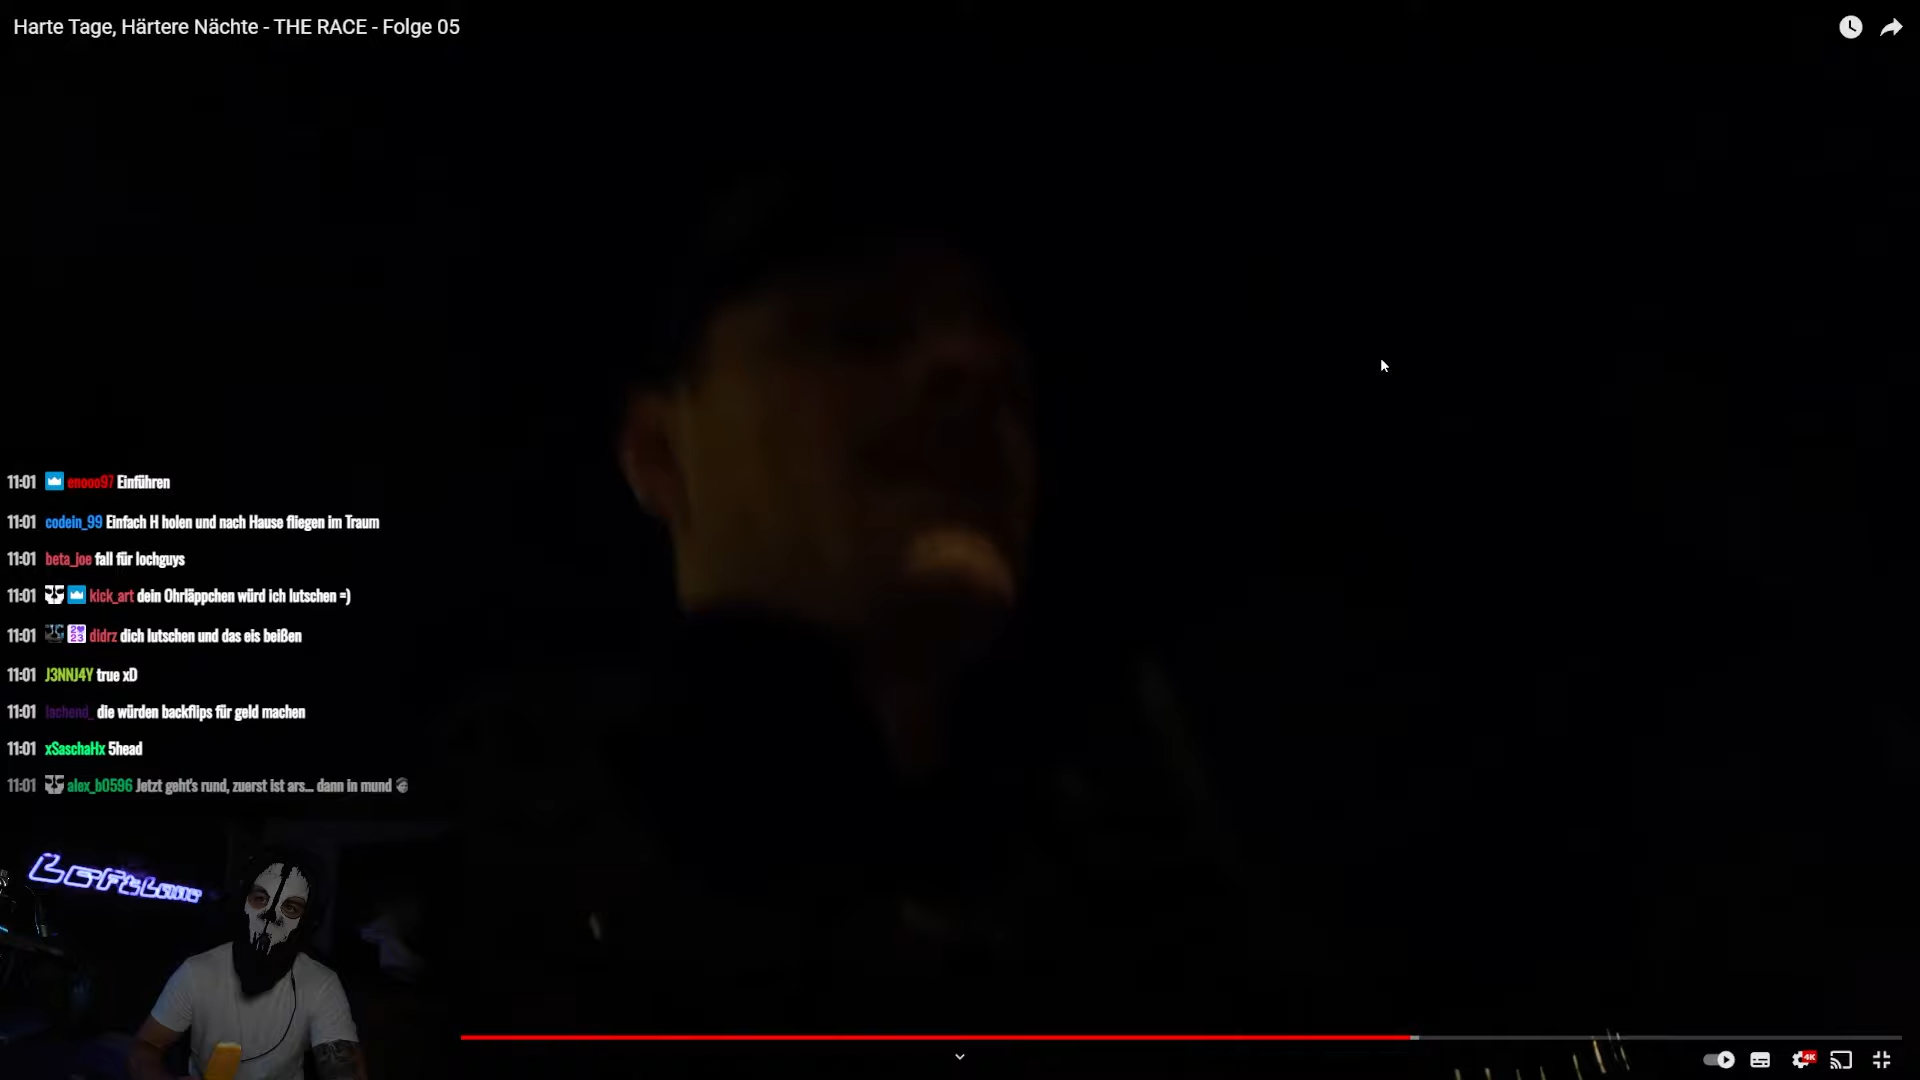 Harte Tage, Härtere Nächte - THE RACE - Folge 05
11:01 enooo97 Einführen
11:01 codein_99 Einfach H holen und nach Hause fliegen im Traum
11:01 beta_joe fall für lochguys
11:01 kick_art dein Ohrläppchen würd ich lutschen =)
11:01 didrz dich lutschen und das eis beißen
11:01 J3NNJ4Y true xD
11:01 lachend_ die würden backflips für geld machen
11:01 xSaschaHx 5head
11:01 alex_b0596 Jetzt geht's rund, zuerst ist ars... dann in mund
4K